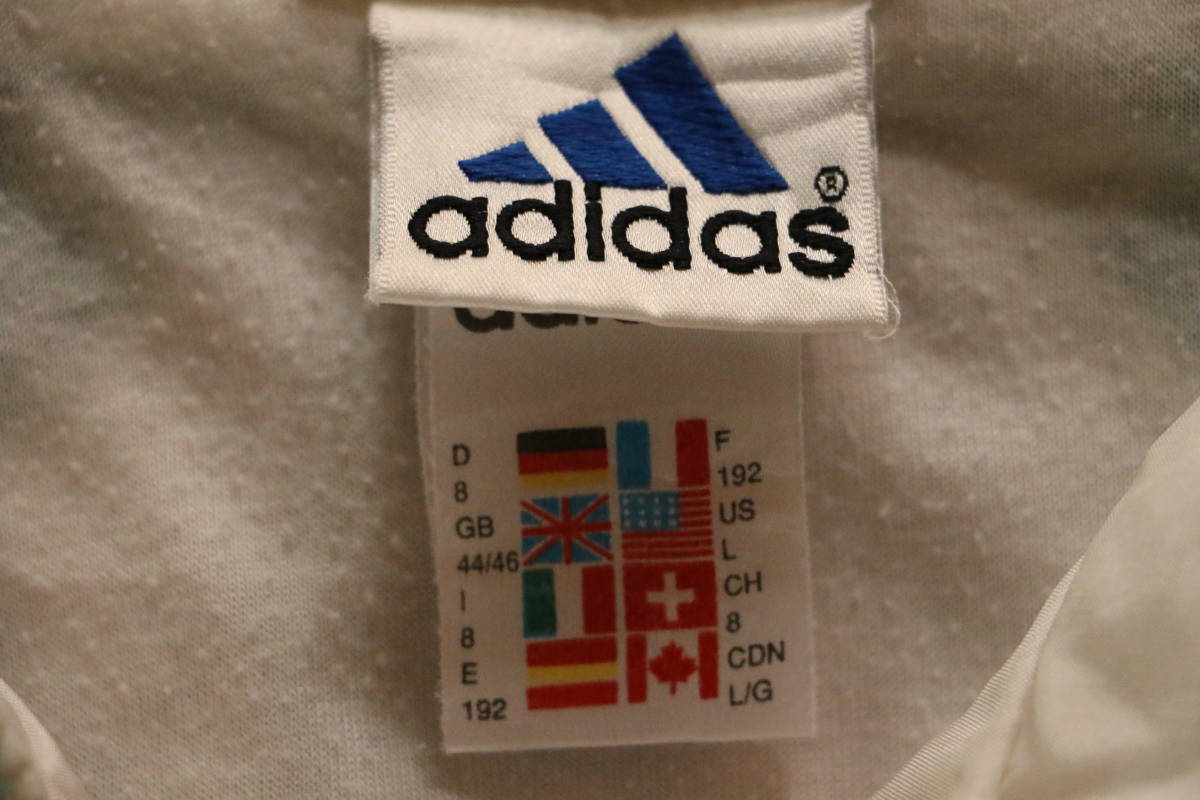 adidas®
D
8
GB
44/46
I
8
E
192
F
192
US
L
CH
8
CDN
L/G